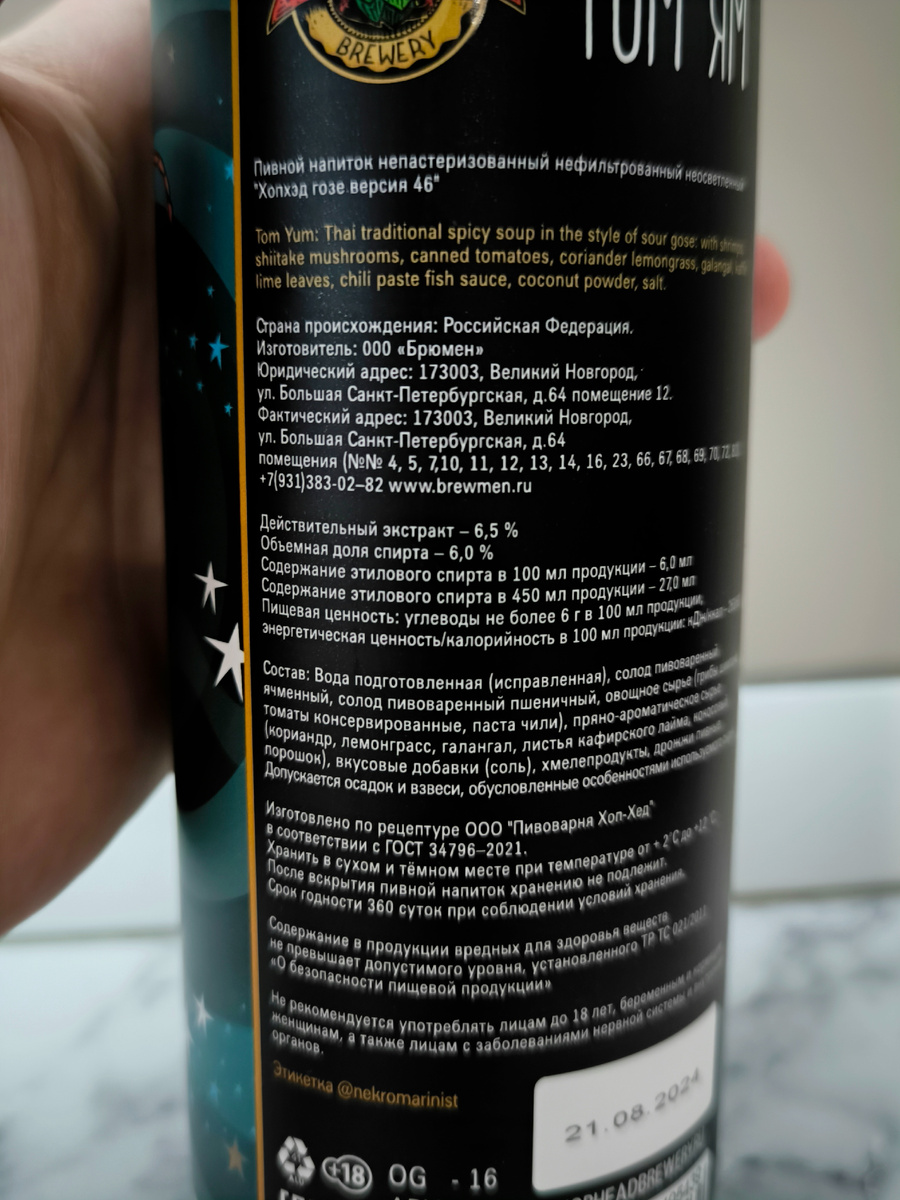 BREWERY
ТОМ ЯМ
Пивной напиток непастеризованный нефильтрованный неосветленный
"Хопхэд гозе версия 46"
Tom Yum: Thai traditional spicy soup in the style of sour gose: with shrimp,
shiitake mushrooms, canned tomatoes, coriander lemongrass, galangal,
lime leaves, chili paste fish sauce, coconut powder, salt.
Страна происхождения: Российская Федерация.
Изготовитель: ООО «Брюмен»
Юридический адрес: 173003, Великий Новгород,
ул. Большая Санкт-Петербургская, д.64 помещение 12.
Фактический адрес: 173003, Великий Новгород,
ул. Большая Санкт-Петербургская, д.64
помещения (№№ 4, 5, 7,10, 11, 12, 13, 14, 16, 23, 66, 67, 68, 69, 70, 72,
+7(931)383-02-82 www.brewmen.ru
Действительный экстракт – 6,5 %
Объемная доля спирта – 6,0 %
Содержание этилового спирта в 100 мл продукции – 6,0 мл
Содержание этилового спирта в 450 мл продукции – 27,0 мл
Пищевая ценность: углеводы не более 6 г в 100 мл продукции,
энергетическая ценность/калорийность в 100 мл продукции: кДж/ккал
Состав: Вода подготовленная (исправленная), солод пивоваренный
ячменный, солод пивоваренный пшеничный, овощное сырье (грибы
томаты консервированные, паста чили), пряно-ароматическое сырье
(кориандр, лемонграсс, галангал, листья кафирского лайма, кокосовый
порошок), вкусовые добавки (соль), хмелепродукты, дрожжи пивные.
Допускается осадок и взвеси, обусловленные особенностями
Изготовлено по рецептуре ООО "Пивоварня Хоп-Хед"
в соответствии с ГОСТ 34796–2021.
Хранить в сухом и тёмном месте при температуре от + 2°С до +12°С.
После вскрытия пивной напиток хранению не подлежит.
Срок годности 360 суток при соблюдении условий хранения.
Содержание в продукции вредных для здоровья веществ
не превышает допустимого уровня, установленного ТР ТС 021/2011
«О безопасности пищевой продукции»
Не рекомендуется употреблять лицам до 18 лет, беременным и
женщинам, а также лицам с заболеваниями нервной системы и
органов.
Этикетка @nekromarinist
21.08.2024
+18
OG - 16